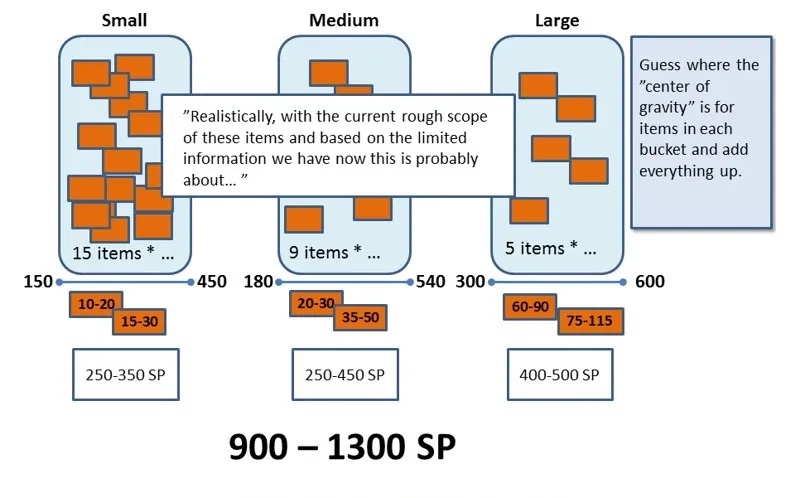 Small
Medium
Large
Guess where the
”center of
gravity” is for
items in each
bucket and add
everything up.
”Realistically, with the current rough scope
of these items and based on the limited
information we have now this is probably
about... ”
15 items * ...
9 items * ...
5 items * ...
150
450
180
540
300
600
10-20
15-30
20-30
35-50
60-90
75-115
250-350 SP
250-450 SP
400-500 SP
900 – 1300 SP